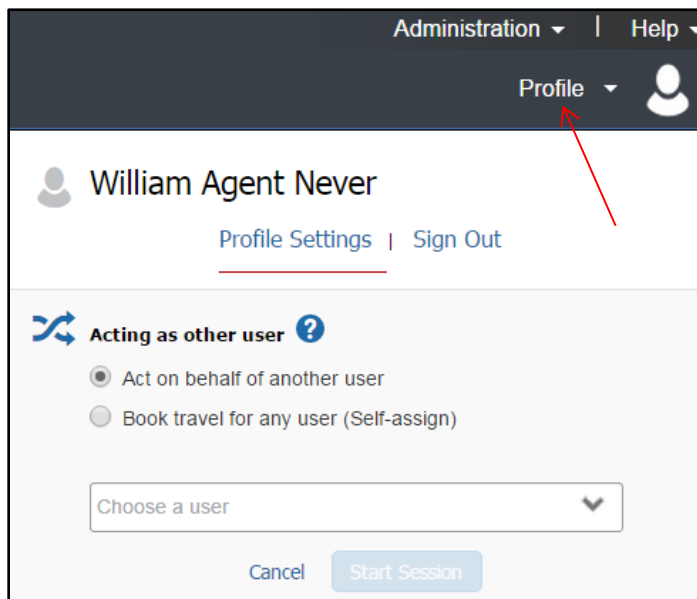 Administration | Help
Profile
William Agent Never
Profile Settings | Sign Out
Acting as other user ?
Act on behalf of another user
Book travel for any user (Self-assign)
Choose a user
Cancel Start Session